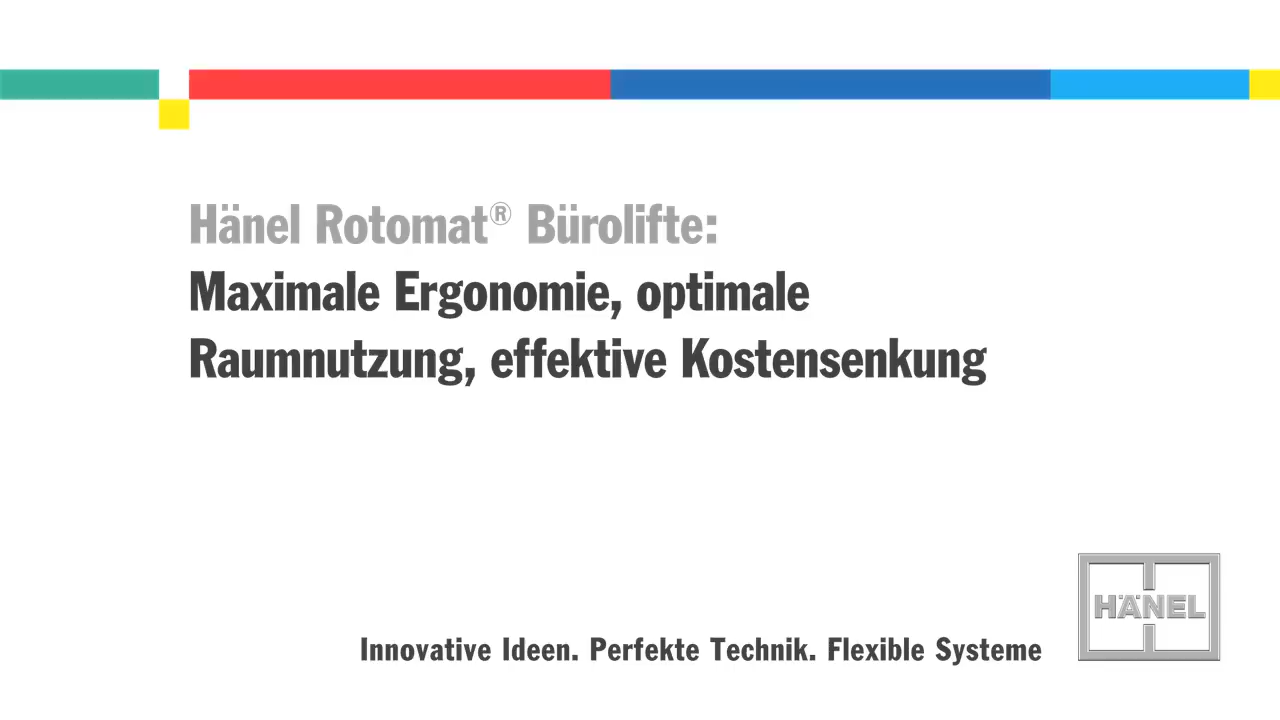 Hänel Rotomat® Bürolifte:
Maximale Ergonomie, optimale
Raumnutzung, effektive Kostensenkung
HÄNEL
Innovative Ideen. Perfekte Technik. Flexible Systeme